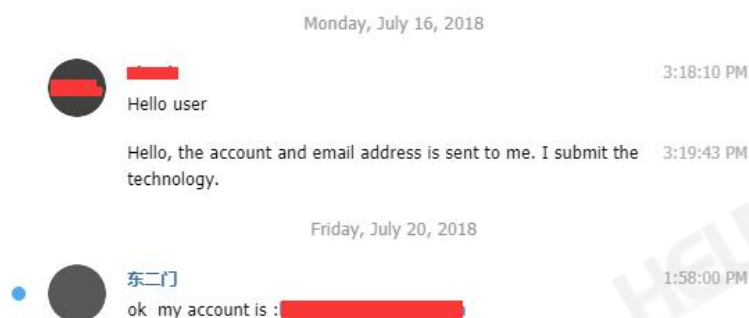 Monday, July 16, 2018
3:18:10 PM
Hello user
Hello, the account and email address is sent to me. I submit the 3:19:43 PM
technology.
Friday, July 20, 2018
东二门 1:58:00 PM
ok my account is :